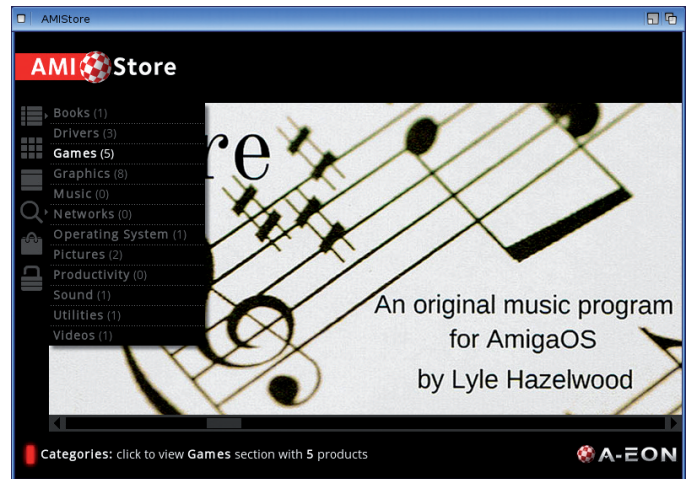 AMIStore
AMI Store
Books (1)
Drivers (3)
Games (5)
Graphics (8)
Music (0)
Networks (0)
Operating System (1)
Pictures (2)
Productivity (0)
Sound (1)
Utilities (1)
Videos (1)
re
An original music program
for AmigaOS
by Lyle Hazelwood
Categories: click to view Games section with 5 products
A-EON